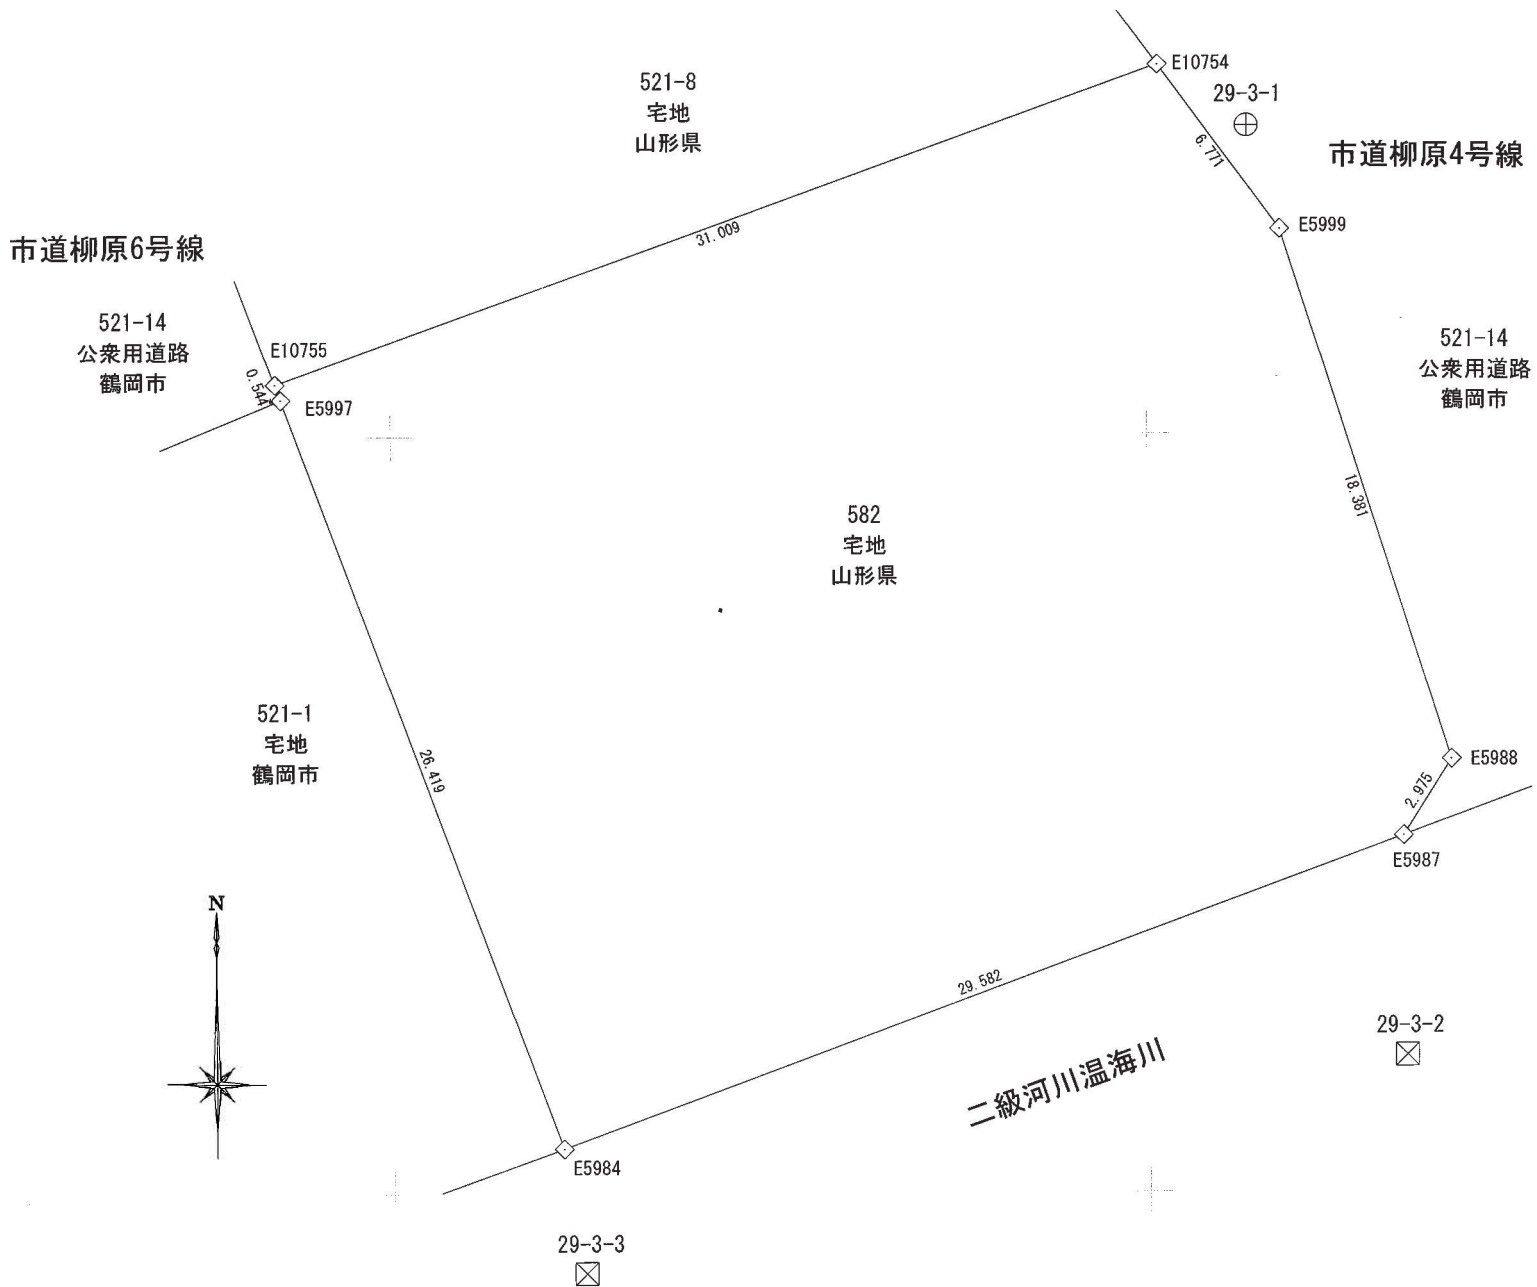 E10754
521-8
宅地
山形県
29-3-1
6.771
市道柳原4号線
E5999
31.009
市道柳原6号線
521-14
公衆用道路
鶴岡市
E10755
0.544
E5997
521-14
公衆用道路
鶴岡市
18.381
582
宅地
山形県
521-1
宅地
鶴岡市
26.419
E5988
2.975
E5987
N
29.582
29-3-2
二級河川温海川
E5984
29-3-3